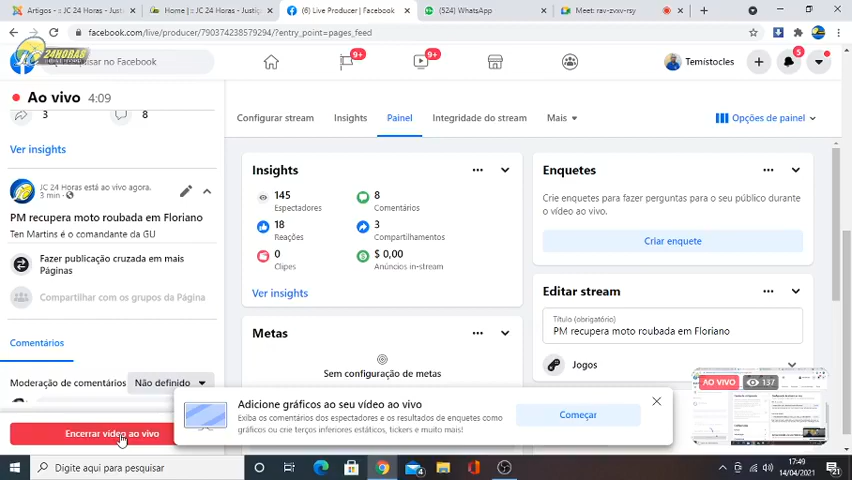 Artigos - JC 24 Horas - Justi
Home | :: JC 24 Horas - Justiç
(6) Live Producer | Facebook
(524) WhatsApp
Meet: rav-zvxv-rsy
facebook.com/live/producer/790374238579294/?entry_point=pages_feed
24HORAS
quisar no Facebook
9+
9+
Temístocles
5
Ao vivo 4:09
3
8
Configurar stream
Insights
Painel
Integridade do stream
Mais
Opções de painel
Ver insights
JC 24 Horas está ao vivo agora.
3 min
PM recupera moto roubada em Floriano
Ten Martins é o comandante da GU
Fazer publicação cruzada em mais
Páginas
Compartilhar com os grupos da Página
Comentários
Moderação de comentários
Não definido
Encerrar vídeo ao vivo
Insights
145
Espectadores
8
Comentários
18
Reações
3
Compartilhamentos
0
Clipes
$ 0,00
Anúncios in-stream
Ver insights
Metas
Sem configuração de metas
Enquetes
Crie enquetes para fazer perguntas para o seu público durante
o vídeo ao vivo.
Criar enquete
Editar stream
Título (obrigatório)
PM recupera moto roubada em Floriano
Jogos
AO VIVO
137
Adicione gráficos ao seu vídeo ao vivo
Exiba os comentários dos espectadores e os resultados de enquetes como
gráficos ou crie terços inferiores estáticos, tickers e muito mais!
Começar
Digite aqui para pesquisar
17:49
14/04/2021
21